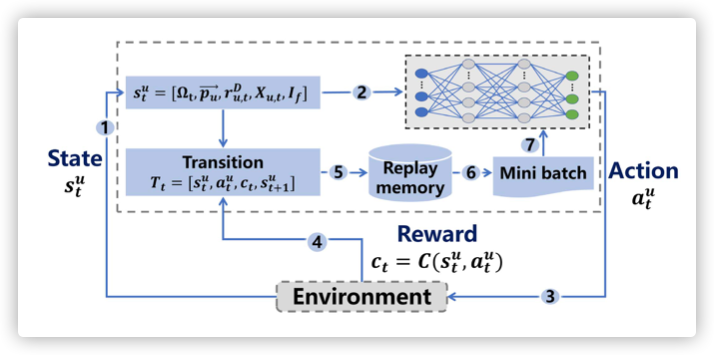 s_t^u = [Ω_t, \overrightarrow{p_u}, r_{u,t}^D, X_{u,t}, I_f]
2
1
7
State
s_t^u
Transition
T_t = [s_t^u, a_t^u, c_t, s_{t+1}^u]
5
Replay
memory
6
Mini batch
Action
a_t^u
4
Reward
c_t = C(s_t^u, a_t^u)
Environment
3